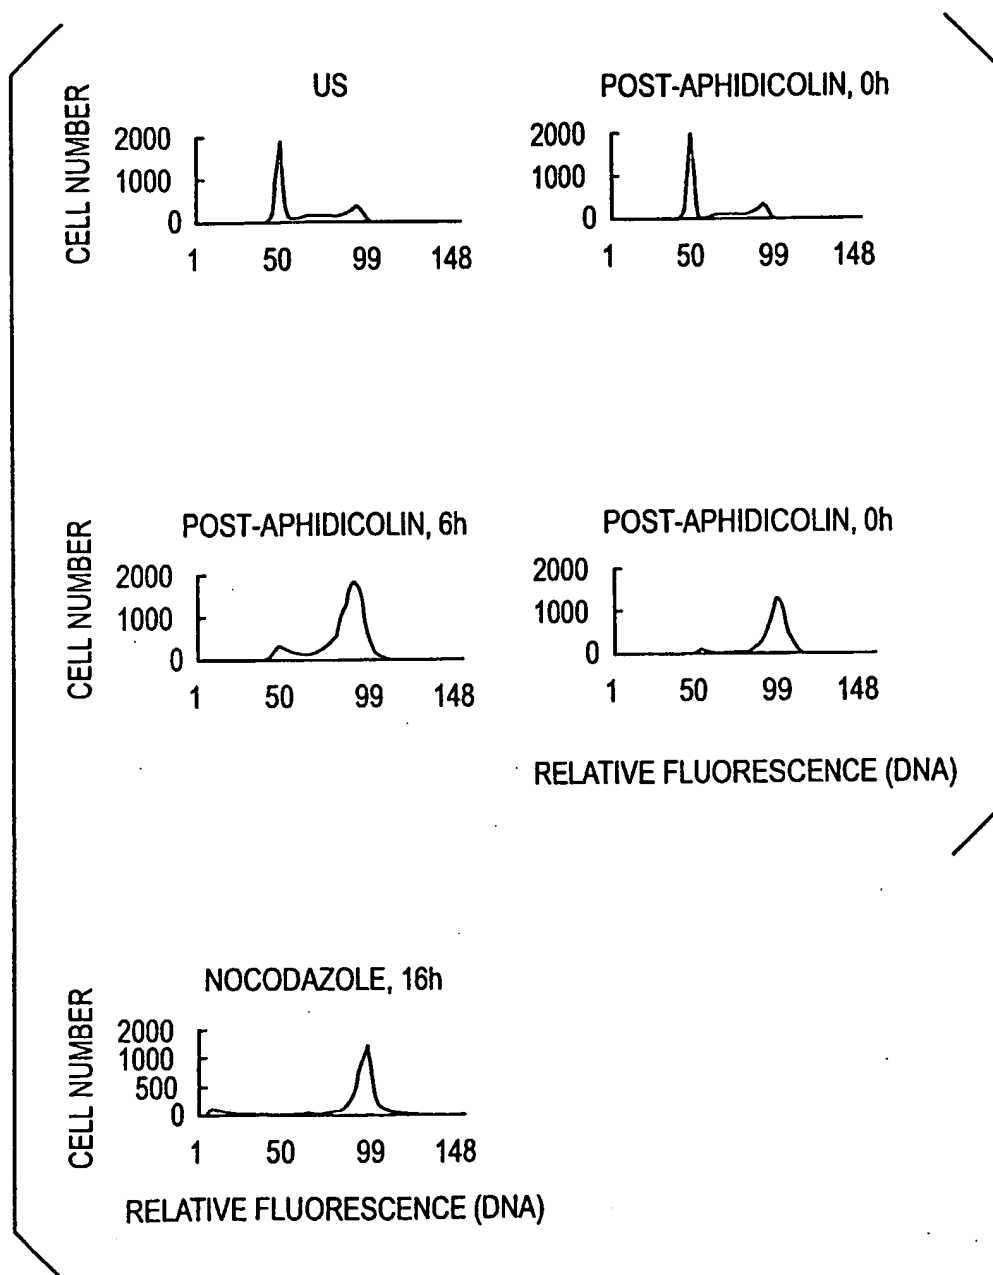 US
CELL NUMBER
2000
1000
0
1 50 99 148
POST-APHIDICOLIN, 0h
2000
1000
0
1 50 99 148
POST-APHIDICOLIN, 6h
CELL NUMBER
2000
1000
0
1 50 99 148
POST-APHIDICOLIN, 0h
2000
1000
0
1 50 99 148
RELATIVE FLUORESCENCE (DNA)
NOCODAZOLE, 16h
CELL NUMBER
2000
1000
500
0
1 50 99 148
RELATIVE FLUORESCENCE (DNA)